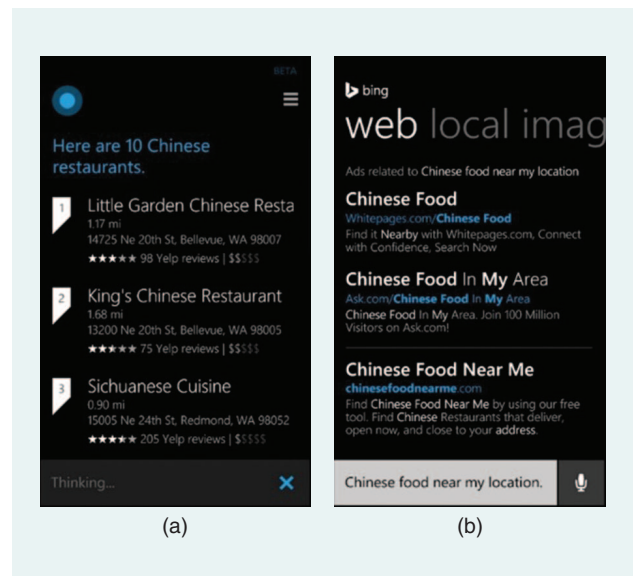 BETA
Here are 10 Chinese
restaurants.
1
Little Garden Chinese Resta
1.17 mi
14725 Ne 20th St, Bellevue, WA 98007
★★★★★ 98 Yelp reviews | $$$$$
2
King's Chinese Restaurant
1.68 mi
13200 Ne 20th St, Bellevue, WA 98005
★★★★★ 75 Yelp reviews | $$$$$
3
Sichuanese Cuisine
0.90 mi
15005 Ne 24th St, Redmond, WA 98052
★★★★★ 205 Yelp reviews | $$$$$
Thinking...
(a)
bing
web local imag
Ads related to Chinese food near my location
Chinese Food
Whitepages.com/Chinese Food
Find it Nearby with Whitepages.com, Connect
with Confidence, Search Now
Chinese Food In My Area
Ask.com/Chinese Food In My Area
Chinese Food In My Area. Join 100 Million
Visitors on Ask.com!
Chinese Food Near Me
chinesefoodnearme.com
Find Chinese Food Near Me by using our free
tool. Find Chinese Restaurants that deliver,
open now, and close to your address.
Chinese food near my location.
(b)